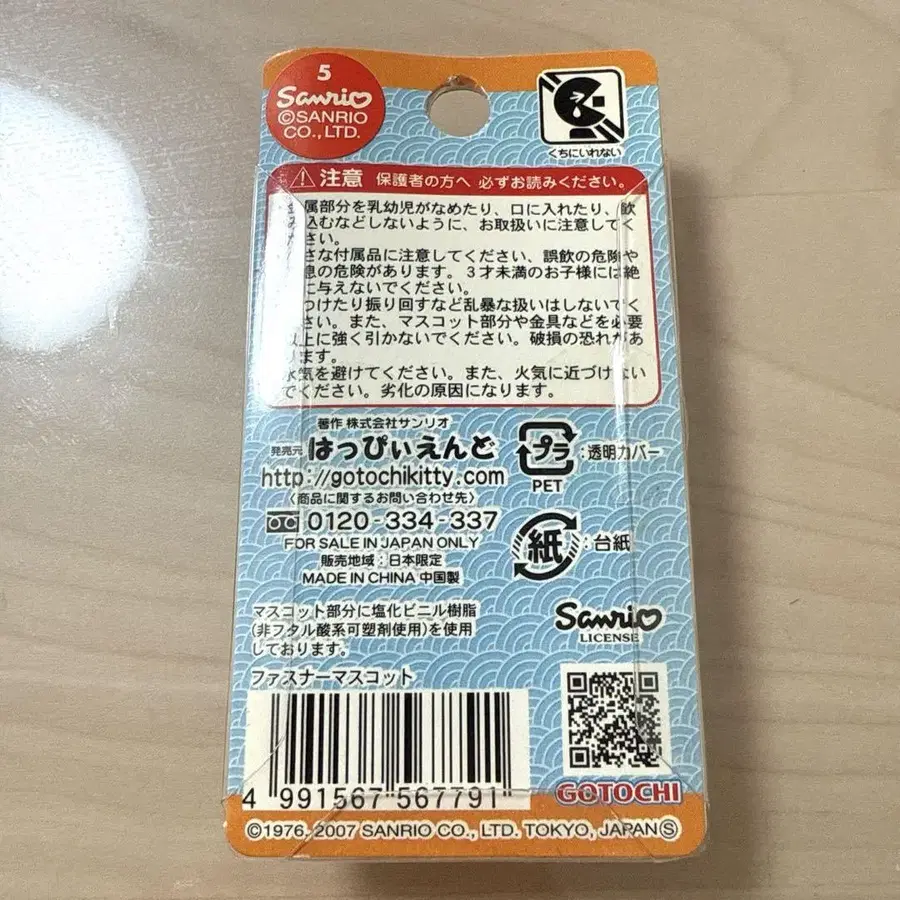 5
Sanrio
©SANRIO
CO.,LTD.
くちにいれない
注意 保護者の方へ 必ずお読みください。
属部分を乳幼児がなめたり、口に入れたり、飲
込むなどしないように、お取扱いに注意してく
さい。
さな付属品に注意してください、誤飲の危険や
息の危険があります。3才未満のお子様には絶
に与えないでください。
つけたり振り回すなど乱暴な扱いはしないでく
さい。また、マスコット部分や金具などを必要
以上に強く引かないでください。破損の恐れがあ
ます。
水気を避けてください。また、火気に近づけない
でください。劣化の原因になります。
著作 株式会社サンリオ
発売元 はっぴぃえんど
http://gotochikitty.com
〈商品に関するお問い合わせ先〉
0120-334-337
FOR SALE IN JAPAN ONLY
販売地域:日本限定
MADE IN CHINA 中国製
プラ :透明カバー
PET
紙 :台紙
マスコット部分に塩化ビニル樹脂
(非フタル酸系可塑剤使用)を使用
しております。
ファスナーマスコット
Sanrio
LICENSE
4 991567 567791
GOTOCHI
©1976, 2007 SANRIO CO., LTD. TOKYO, JAPAN Ⓢ